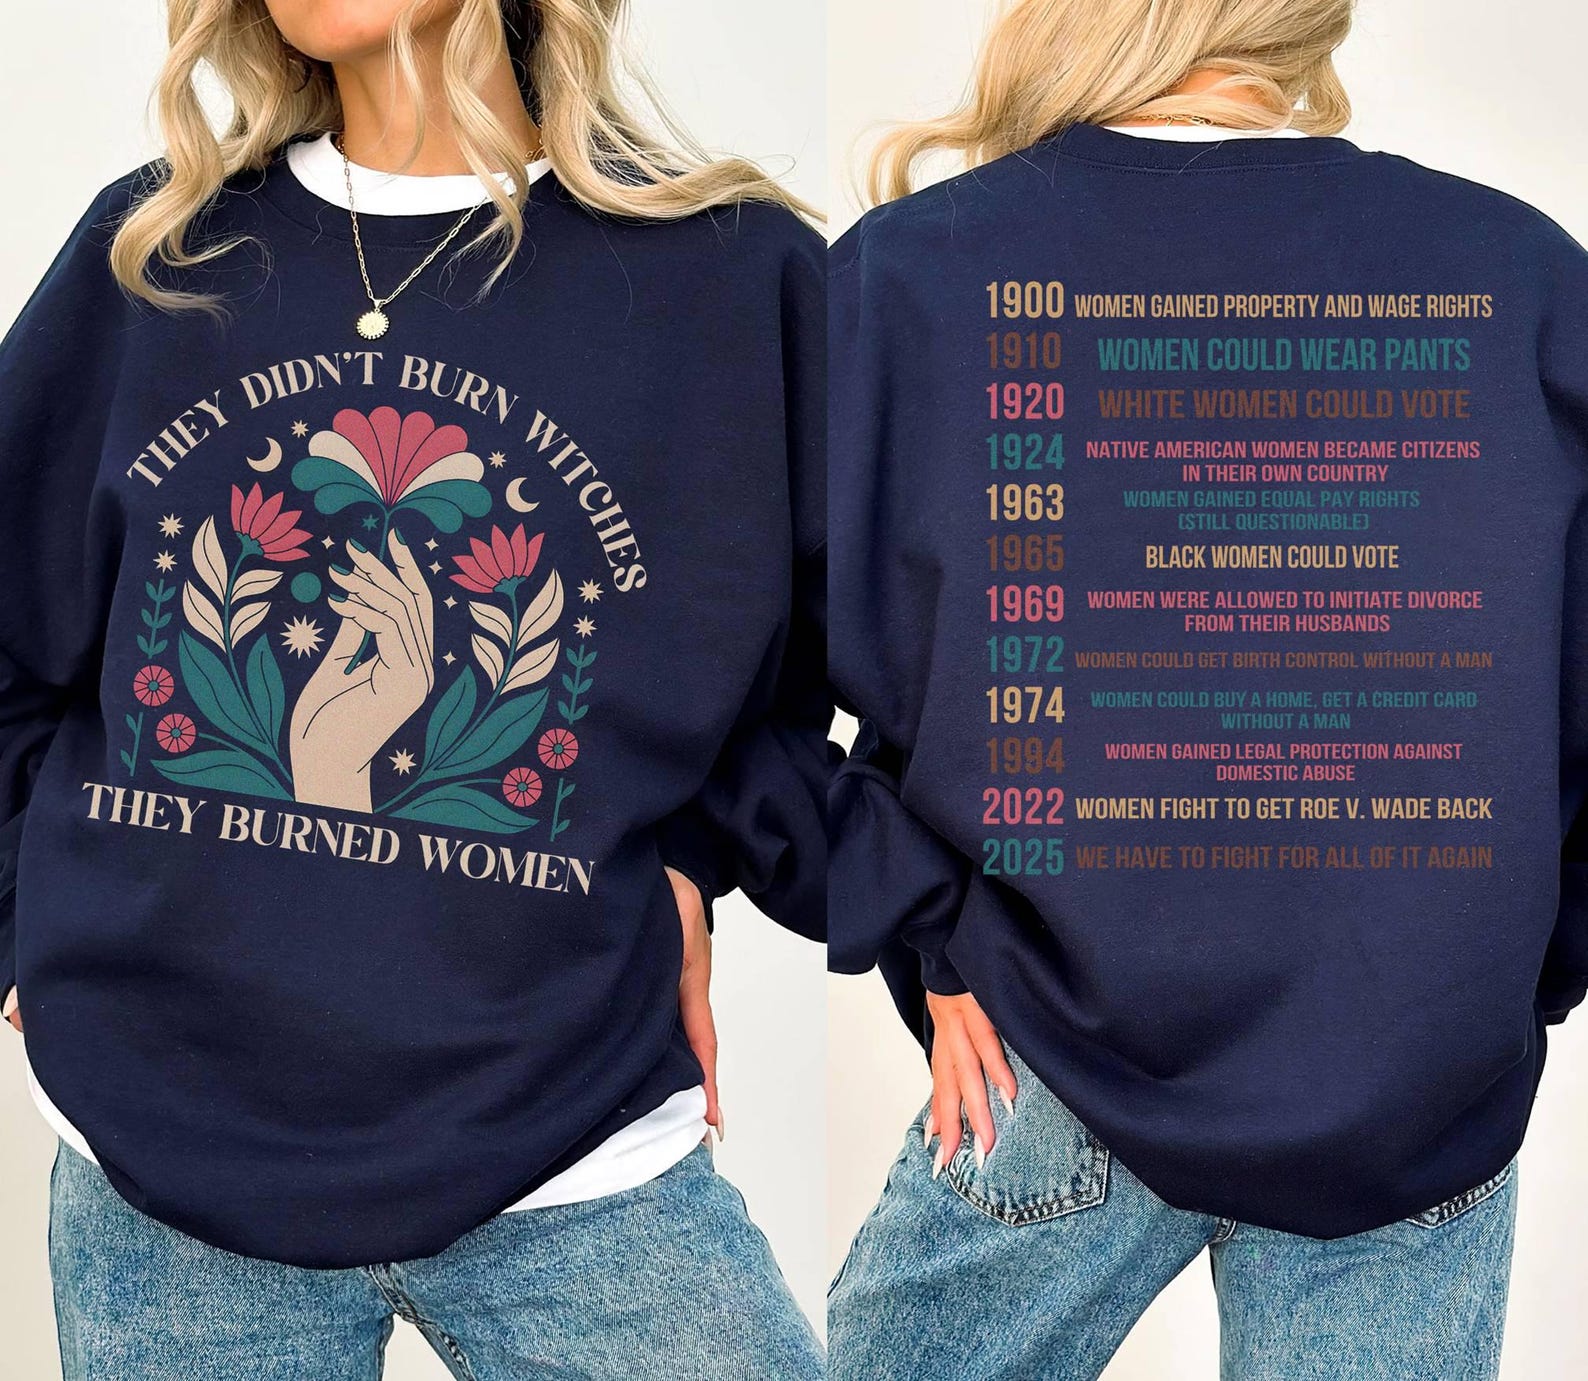 THEY DIDN'T BURN WITCHES
THEY BURNED WOMEN
1900 WOMEN GAINED PROPERTY AND WAGE RIGHTS
1910 WOMEN COULD WEAR PANTS
1920 WHITE WOMEN COULD VOTE
1924 NATIVE AMERICAN WOMEN BECAME CITIZENS
IN THEIR OWN COUNTRY
1963 WOMEN GAINED EQUAL PAY RIGHTS
(STILL QUESTIONABLE)
1965 BLACK WOMEN COULD VOTE
1969 WOMEN WERE ALLOWED TO INITIATE DIVORCE
FROM THEIR HUSBANDS
1972 WOMEN COULD GET BIRTH CONTROL WITHOUT A MAN
1974 WOMEN COULD BUY A HOME, GET A CREDIT CARD
WITHOUT A MAN
1994 WOMEN GAINED LEGAL PROTECTION AGAINST
DOMESTIC ABUSE
2022 WOMEN FIGHT TO GET ROE V. WADE BACK
2025 WE HAVE TO FIGHT FOR ALL OF IT AGAIN